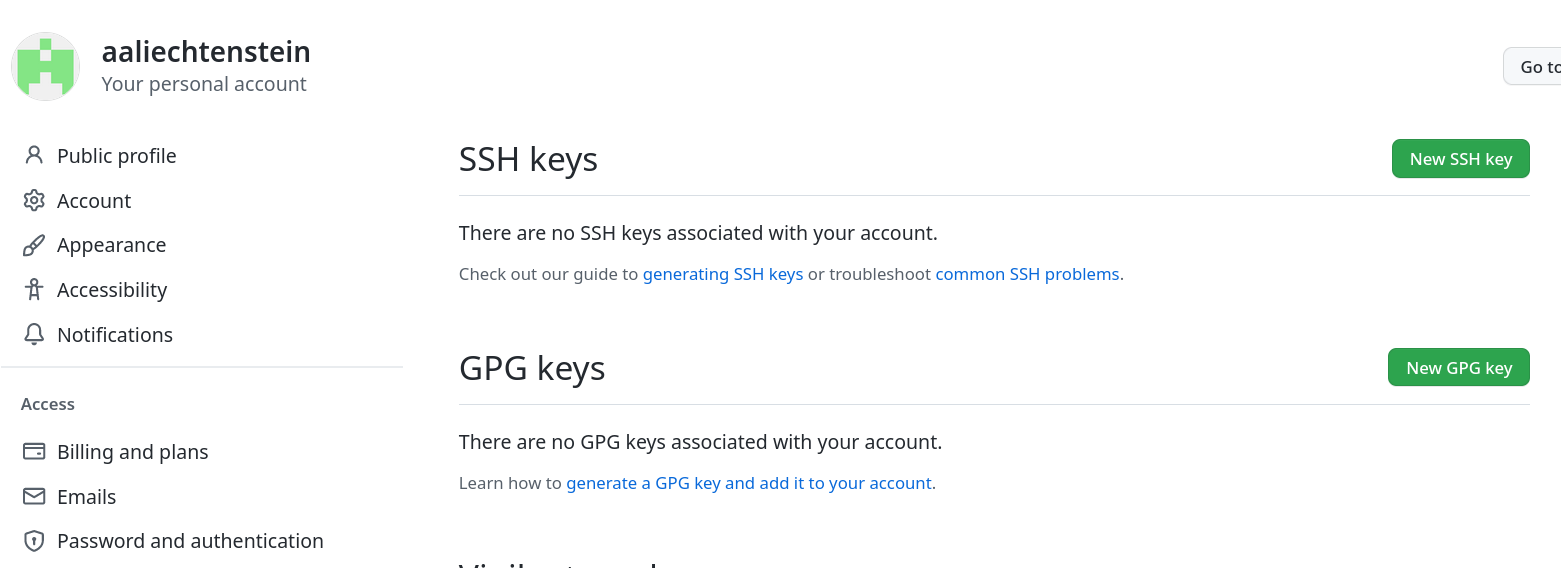 aaliechtenstein
Your personal account
Go to
Public profile
Account
Appearance
Accessibility
Notifications
Access
Billing and plans
Emails
Password and authentication
SSH keys
New SSH key
There are no SSH keys associated with your account.
Check out our guide to generating SSH keys or troubleshoot common SSH problems.
GPG keys
New GPG key
There are no GPG keys associated with your account.
Learn how to generate a GPG key and add it to your account.